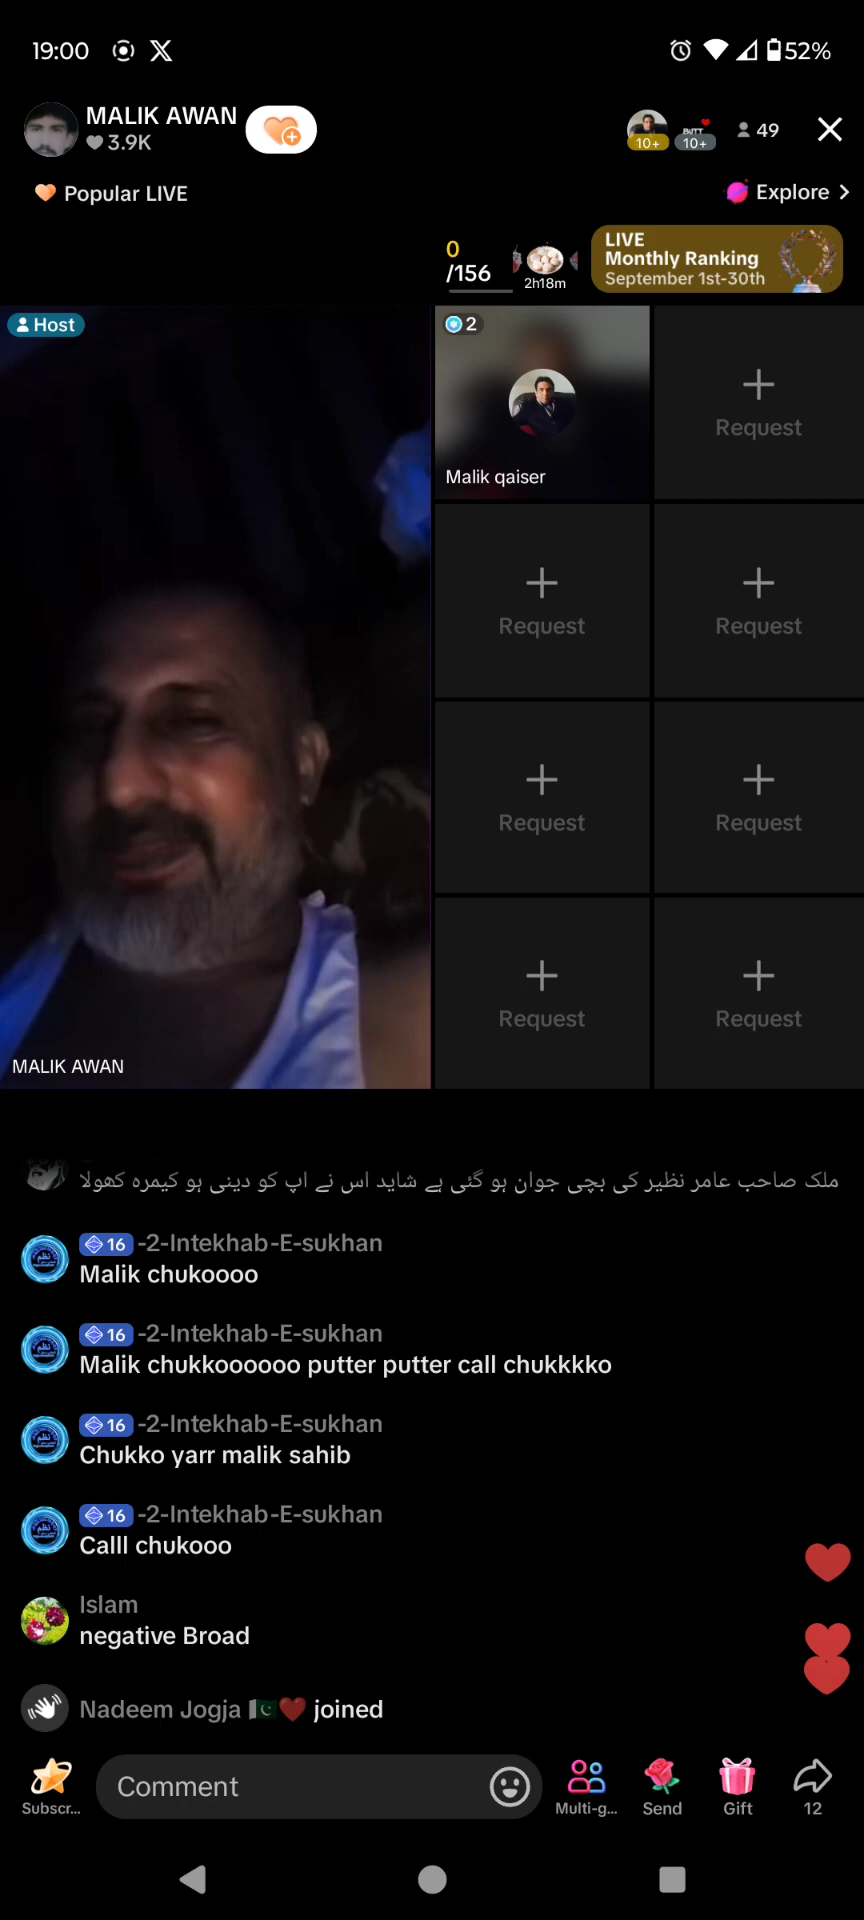 19:00
52%
MALIK AWAN
3.9K
10+
10+
49
Popular LIVE
Explore
0
/156
2h18m
LIVE
Monthly Ranking
September 1st-30th
Host
2
Malik qaiser
Request
Request
Request
Request
Request
Request
Request
MALIK AWAN
ملک صاحب عامر نظیر کی بچی جوان ہو گئی ہے شاید اس نے اپ کو دینی ہو کیمرہ کھولا
16 -2-Intekhab-E-sukhan
Malik chukoooo
16 -2-Intekhab-E-sukhan
Malik chukkoooooo putter putter call chukkkko
16 -2-Intekhab-E-sukhan
Chukko yarr malik sahib
16 -2-Intekhab-E-sukhan
Calll chukooo
Islam
negative Broad
Nadeem Jogja 🇵🇰❤️ joined
Comment
Subscr...
Multi-g...
Send
Gift
12